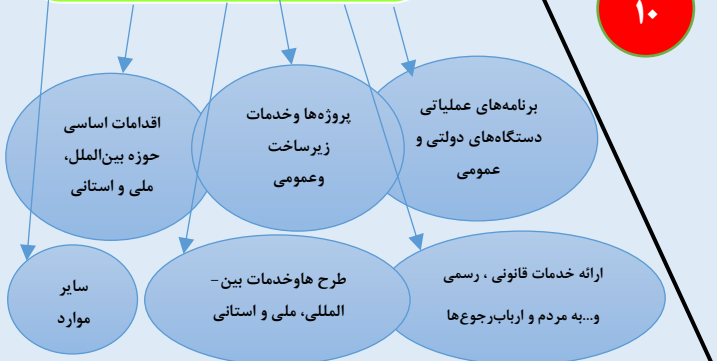 ۱۰
برنامه‌های عملیاتی
دستگاه‌های دولتی و
عمومی
پروژه‌ها وخدمات
زیرساخت
وعمومی
اقدامات اساسی
حوزه بین‌الملل،
ملی و استانی
ارائه خدمات قانونی ، رسمی
و...به مردم و ارباب‌رجوع‌ها
طرح هاوخدمات بین –
المللی، ملی و استانی
سایر
موارد